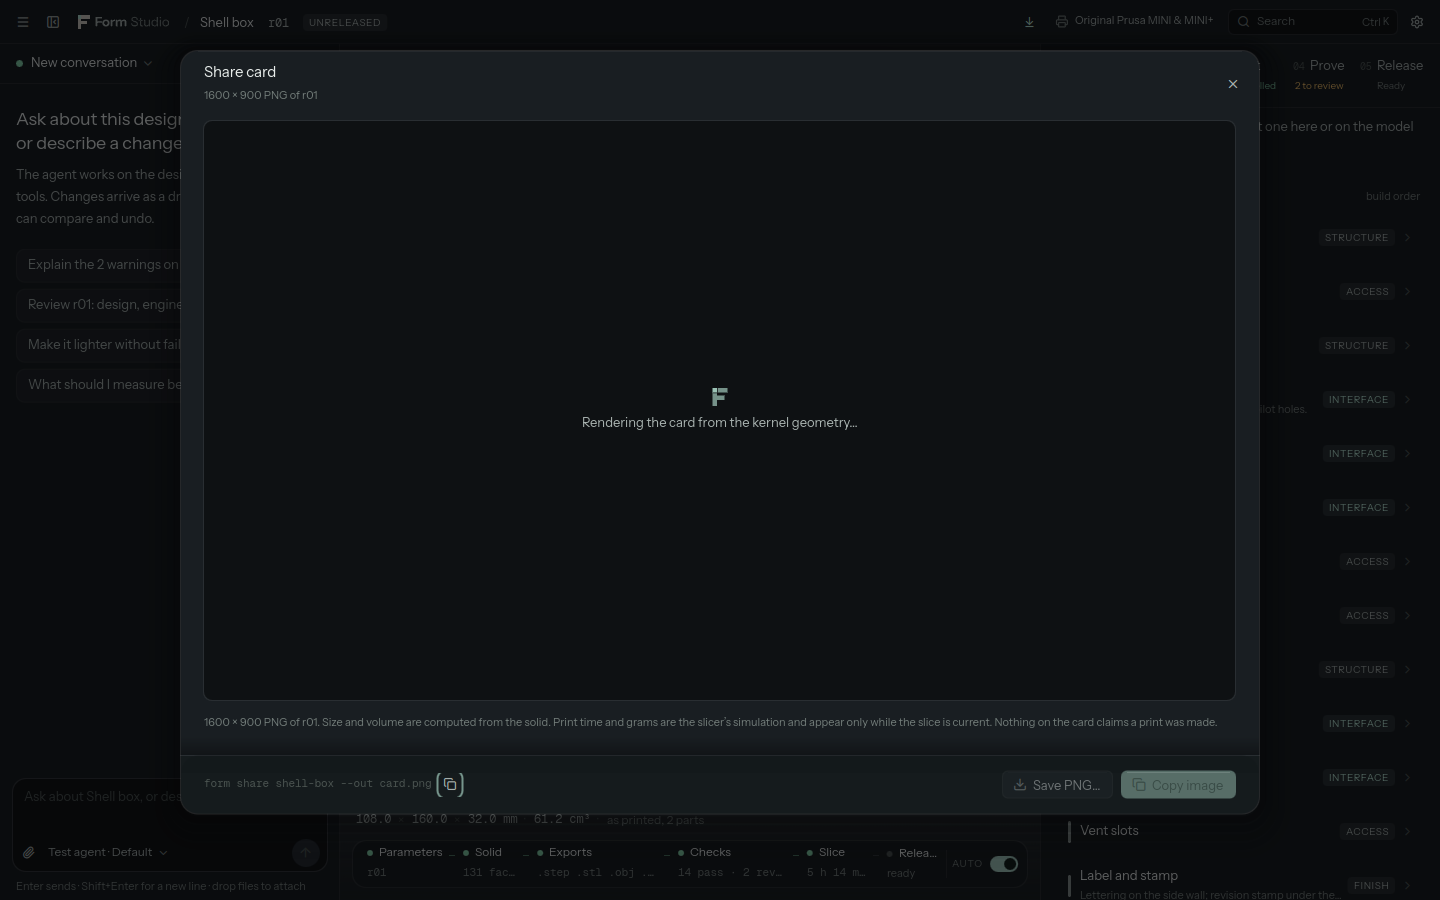 Form Studio / Shell box r01 UNRELEASED
Original Prusa MINI & MINI+
Search Ctrl K
New conversation
04 Prove 05 Release
2 to review Ready
Ask about this design
or describe a change
The agent works on the
tools. Changes arrive as a
can compare and undo.
Explain the 2 warnings on
Review r01: design,
Make it lighter without
What should I measure
Share card
1600 × 900 PNG of r01
F
Rendering the card from the kernel geometry...
1600 × 900 PNG of r01. Size and volume are computed from the solid. Print time and grams are the slicer's simulation and appear only while the slice is current. Nothing on the card claims a print was made.
form share shell-box --out card.png
Save PNG...
Copy image
one here or on the model
build order
STRUCTURE
ACCESS
STRUCTURE
INTERFACE
holes.
INTERFACE
INTERFACE
ACCESS
ACCESS
STRUCTURE
INTERFACE
INTERFACE
Vent slots ACCESS
Label and stamp FINISH
Lettering on the side wall; revision stamp under the...
Ask about Shell box, or
Test agent · Default
Enter sends · Shift+Enter for a new line · drop files to attach
108.0 · 160.0 · 32.0 mm 61.2 cm³ as printed, 2 parts
Parameters ... Solid ... Exports ... Checks ... Slice ... Relea...
r01 131 fac... .step .stl .obj ... 14 pass · 2 rev... 5 h 14 m... ready
AUTO